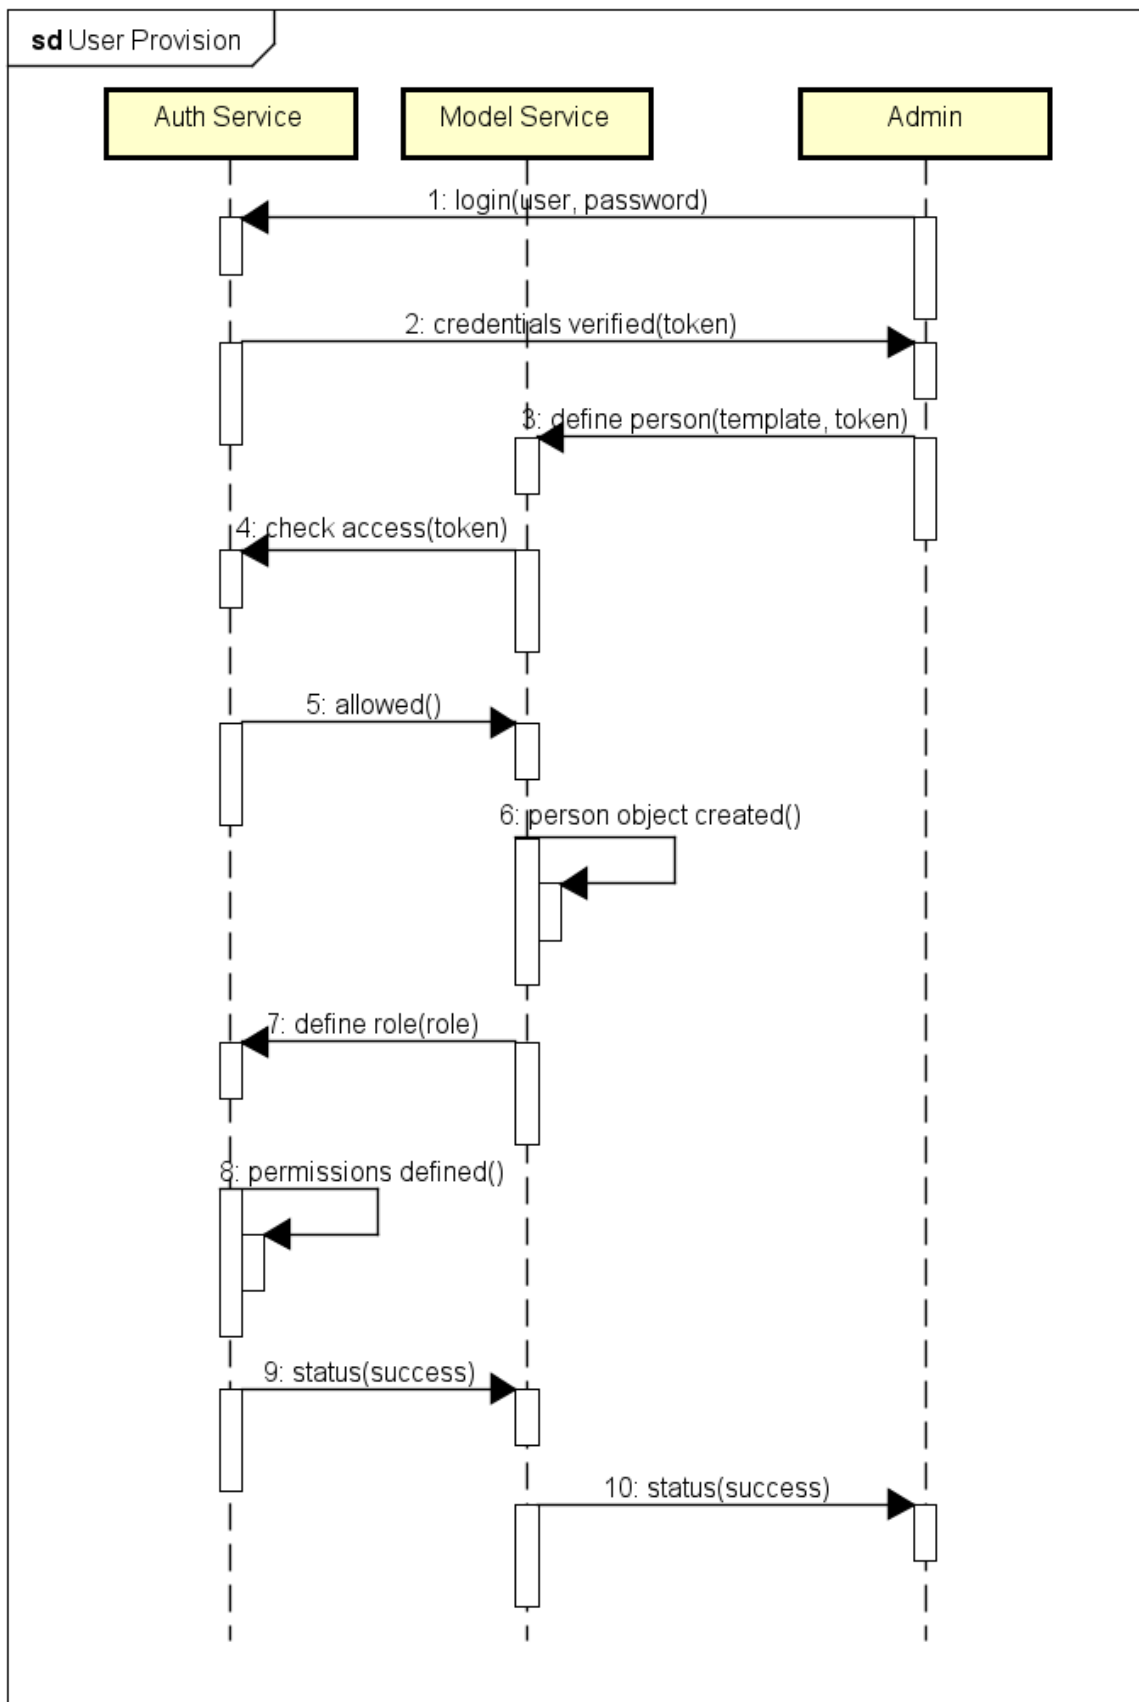 sd User Provision
Auth Service
Model Service
Admin
1: login(user, password)
2: credentials verified(token)
3: define person(template, token)
4: check access(token)
5: allowed()
6: person object created()
7: define role(role)
8: permissions defined()
9: status(success)
10: status(success)